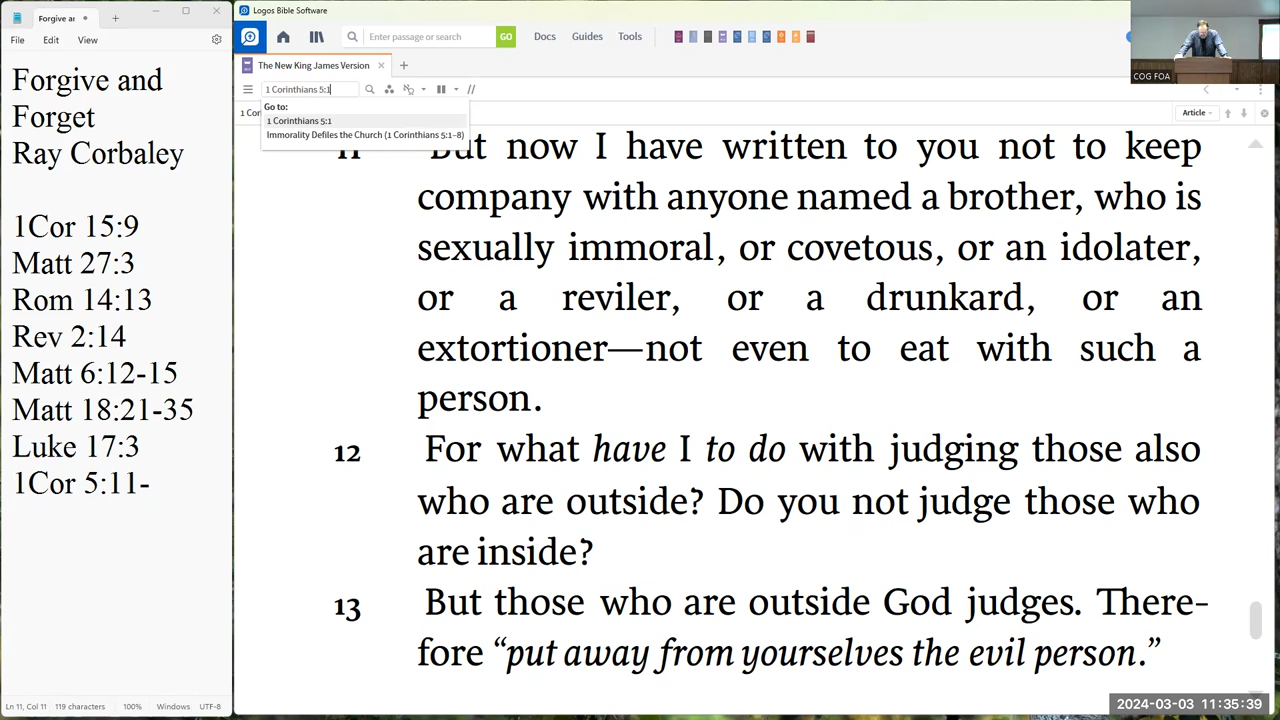 Forgive ar
File
Edit
View
Forgive and
Forget
Ray Corbaley
1Cor 15:9
Matt 27:3
Rom 14:13
Rev 2:14
Matt 6:12-15
Matt 18:21-35
Luke 17:3
1Cor 5:11-
Ln 11, Col 11
119 characters
100%
Windows
UTF-8
Logos Bible Software
Enter passage or search
GO
Docs
Guides
Tools
The New King James Version
1 Corinthians 5:1
Go to:
1 Corinthians 5:1
Immorality Defiles the Church (1 Corinthians 5:1–8)
1 Cor
Article
COG FOA
11 But now I have written to you not to keep
company with anyone named a brother, who is
sexually immoral, or covetous, or an idolater,
or a reviler, or a drunkard, or an
extortioner—not even to eat with such a
person.
12 For what have I to do with judging those also
who are outside? Do you not judge those who
are inside?
13 But those who are outside God judges. There-
fore “put away from yourselves the evil person.”
2024-03-03 11:35:39